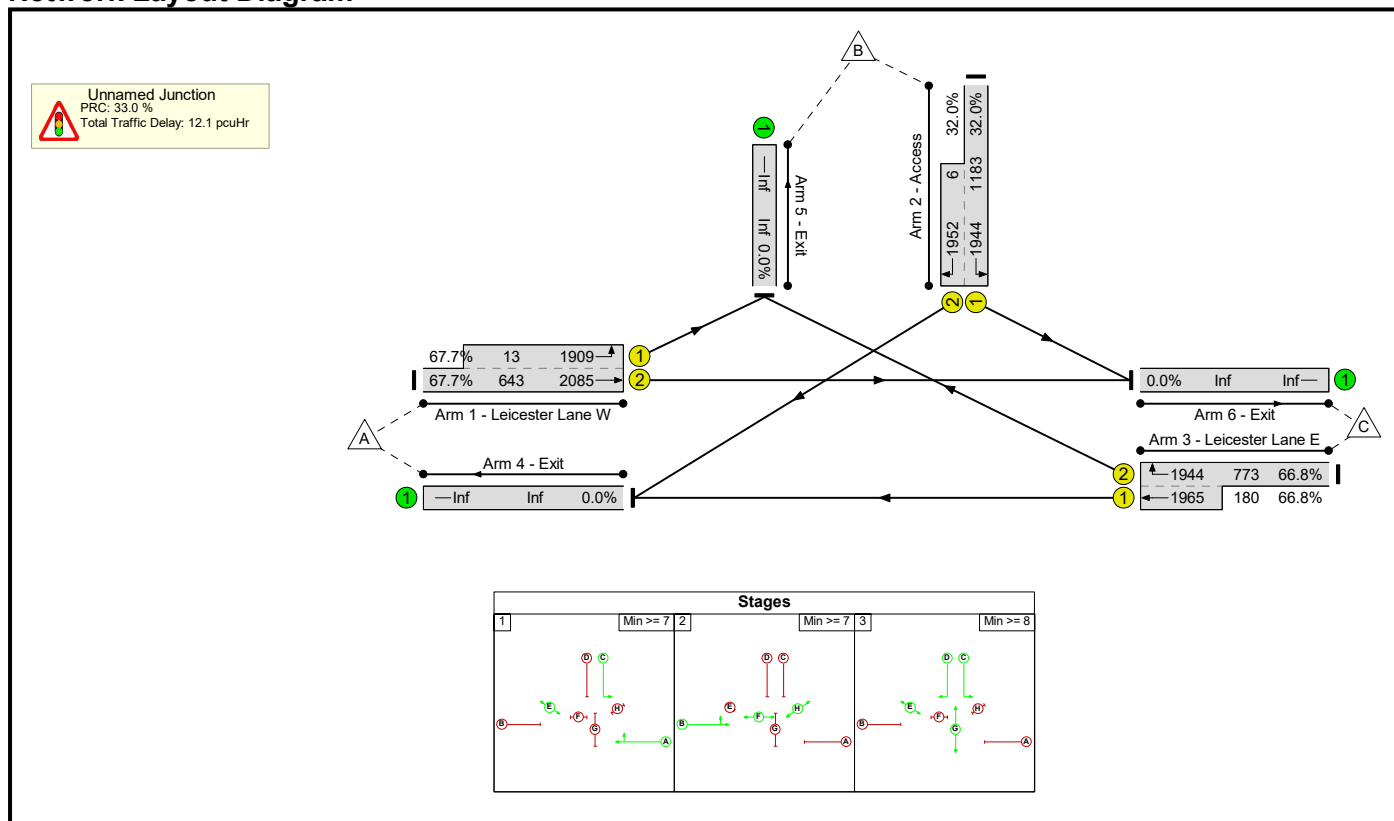 Network Layout Diagram
Unnamed Junction
PRC: 33.0 %
Total Traffic Delay: 12.1 pcuHr
B
1
Inf Inf 0.0%
Arm 5 - Exit
Arm 2 - Access
1952 6 32.0%
1944 1183 32.0%
2 1
67.7% 13 1909 1
67.7% 643 2085 2
Arm 1 - Leicester Lane W
A
Arm 4 - Exit
1 Inf Inf 0.0%
0.0% Inf Inf 1
Arm 6 - Exit
C
Arm 3 - Leicester Lane E
2 1944 773 66.8%
1 1965 180 66.8%
Stages
1 Min >= 7
D C
E
F
H
B
G
A
2 Min >= 7
D C
E
F
H
B
G
A
3 Min >= 8
D C
E
F
H
B
G
A